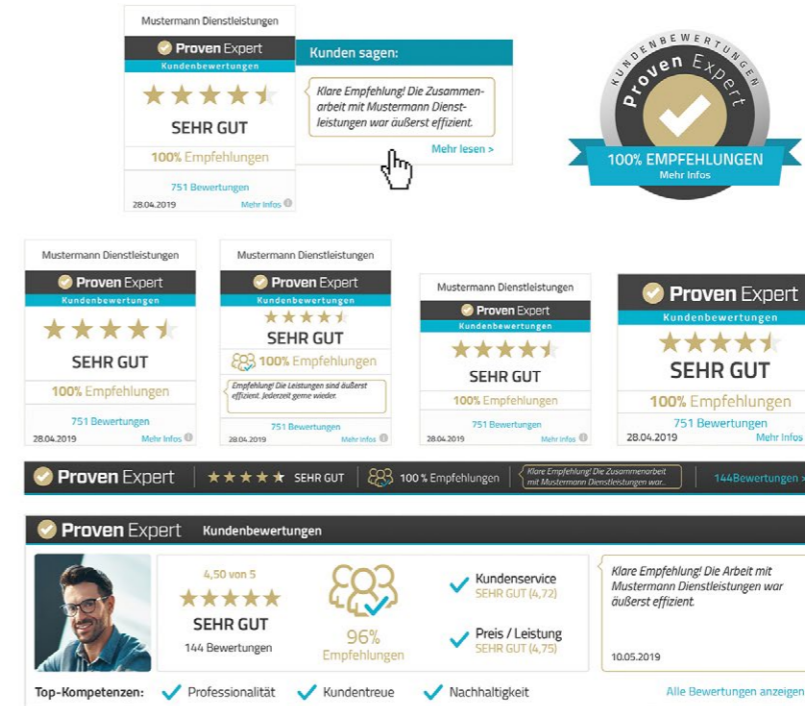 Mustermann Dienstleistungen
Proven Expert
Kundenbewertungen
SEHR GUT
100% Empfehlungen
751 Bewertungen
28.04.2019 Mehr Infos
Kunden sagen:
Klare Empfehlung! Die Zusammen-
arbeit mit Mustermann Dienst-
leistungen war äußerst effizient.
Mehr lesen >
KUNDENBEWERTUNGEN
Proven Expert
100% EMPFEHLUNGEN
Mehr Infos
Mustermann Dienstleistungen
Proven Expert
Kundenbewertungen
SEHR GUT
100% Empfehlungen
751 Bewertungen
28.04.2019 Mehr Infos
Mustermann Dienstleistungen
Proven Expert
Kundenbewertungen
SEHR GUT
100% Empfehlungen
Empfehlung! Die Leistungen sind äußerst
effizient. Jederzeit gerne wieder.
751 Bewertungen
28.04.2019 Mehr Infos
Mustermann Dienstleistungen
Proven Expert
Kundenbewertungen
SEHR GUT
100% Empfehlungen
751 Bewertungen
28.04.2019 Mehr Infos
Proven Expert
Kundenbewertungen
SEHR GUT
100% Empfehlungen
751 Bewertungen
28.04.2019 Mehr Infos
Proven Expert SEHR GUT 100 % Empfehlungen
Klare Empfehlung! Die Zusammenarbeit
mit Mustermann Dienstleistungen war...
144Bewertungen >
Proven Expert Kundenbewertungen
4,50 von 5
SEHR GUT
144 Bewertungen
96%
Empfehlungen
Kundenservice
SEHR GUT (4,72)
Preis / Leistung
SEHR GUT (4,75)
Klare Empfehlung! Die Arbeit mit
Mustermann Dienstleistungen war
äußerst effizient.
10.05.2019
Top-Kompetenzen: Professionalität Kundentreue Nachhaltigkeit
Alle Bewertungen anzeigen